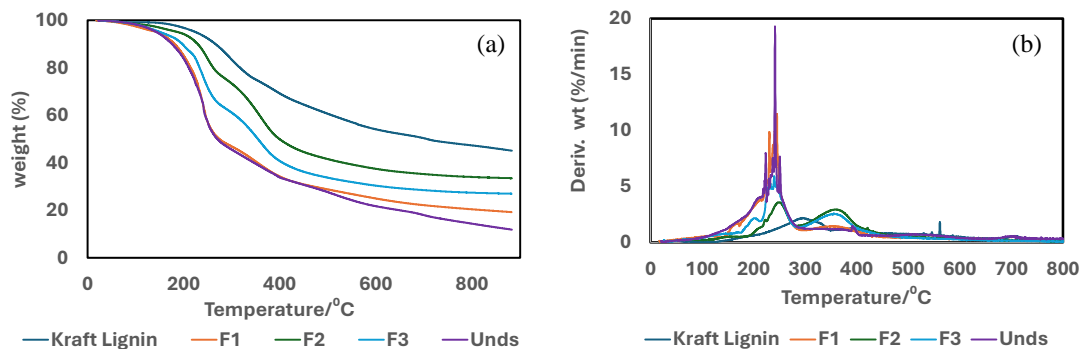 (a)
weight (%)
100
80
60
40
20
0
0 200 400 600 800
Temperature/⁰C
Kraft Lignin F1 F2 F3 Unds
(b)
Deriv. wt (%/min)
20
15
10
5
0
0 100 200 300 400 500 600 700 800
Temperature/⁰C
Kraft Lignin F1 F2 F3 Unds